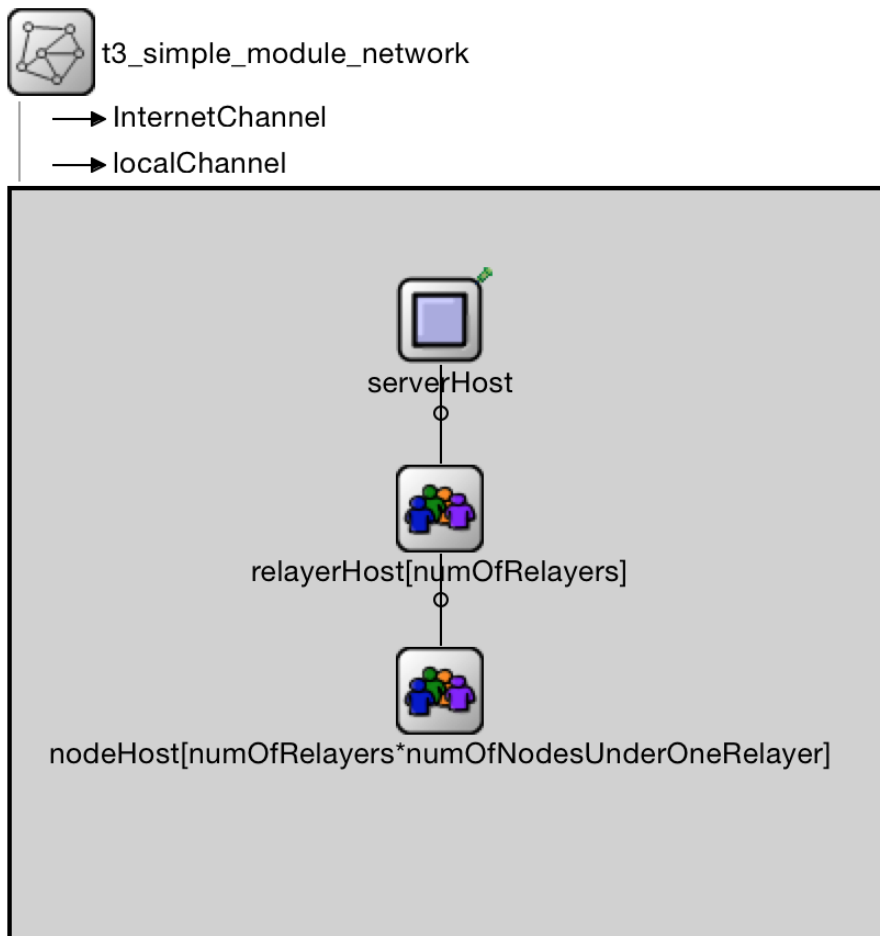 t3_simple_module_network
InternetChannel
localChannel
serverHost
relayerHost[numOfRelayers]
nodeHost[numOfRelayers*numOfNodesUnderOneRelayer]